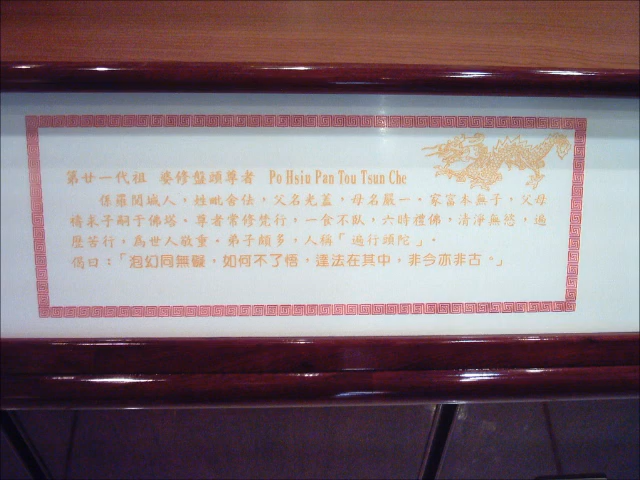 第廿一代祖 婆修盤頭尊者 Po Hsiu Pan Tou Tsun Che
係羅閱城人，姓毗舍佉，父名光蓋，母名嚴一。家富本無子，父母
禱求子嗣于佛塔、尊者常修梵行，一食不臥，六時禮佛，清淨無慾，遍
歷苦行，為世人敬重。弟子頗多，人稱「遍行頭陀」。
偈曰：「泡幻同無礙，如何不了悟，達法在其中，非今亦非古。」